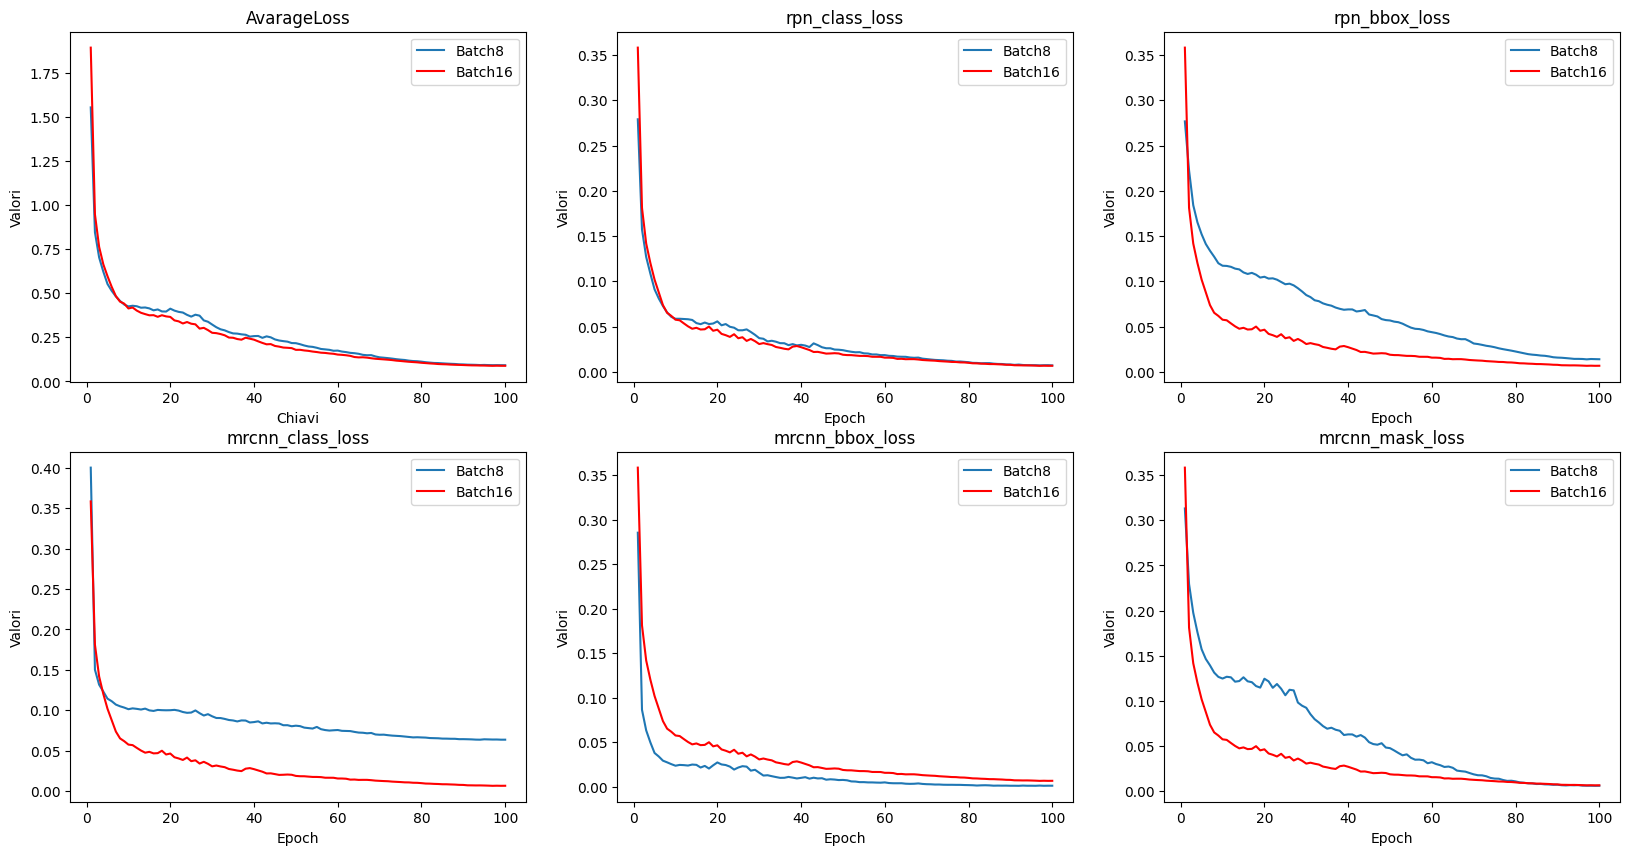 AvarageLoss
Valori
1.75
1.50
1.25
1.00
0.75
0.50
0.25
0.00
0 20 40 60 80 100
Chiavi
Batch8
Batch16
rpn_class_loss
Valori
0.35
0.30
0.25
0.20
0.15
0.10
0.05
0.00
0 20 40 60 80 100
Epoch
Batch8
Batch16
rpn_bbox_loss
Valori
0.35
0.30
0.25
0.20
0.15
0.10
0.05
0.00
0 20 40 60 80 100
Epoch
Batch8
Batch16
mrcnn_class_loss
Valori
0.40
0.35
0.30
0.25
0.20
0.15
0.10
0.05
0.00
0 20 40 60 80 100
Epoch
Batch8
Batch16
mrcnn_bbox_loss
Valori
0.35
0.30
0.25
0.20
0.15
0.10
0.05
0.00
0 20 40 60 80 100
Epoch
Batch8
Batch16
mrcnn_mask_loss
Valori
0.35
0.30
0.25
0.20
0.15
0.10
0.05
0.00
0 20 40 60 80 100
Epoch
Batch8
Batch16